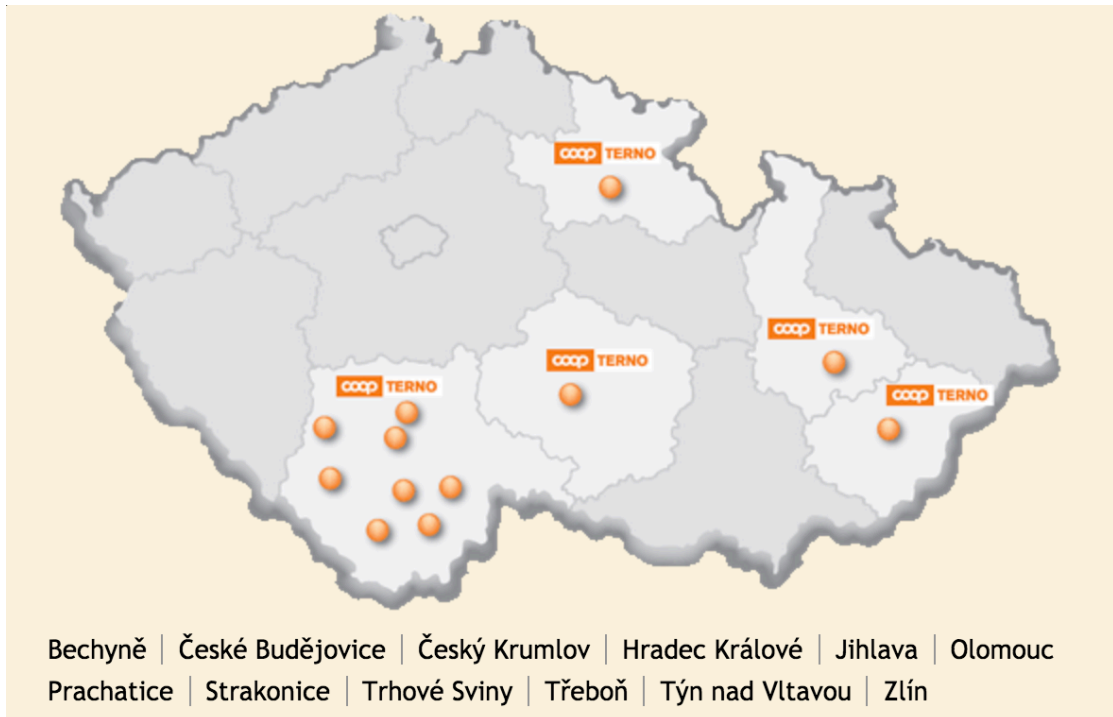 coop TERNO
coop TERNO
coop TERNO
coop TERNO
coop TERNO
Bechyně | České Budějovice | Český Krumlov | Hradec Králové | Jihlava | Olomouc
Prachatice | Strakonice | Trhové Sviny | Třeboň | Týn nad Vltavou | Zlín